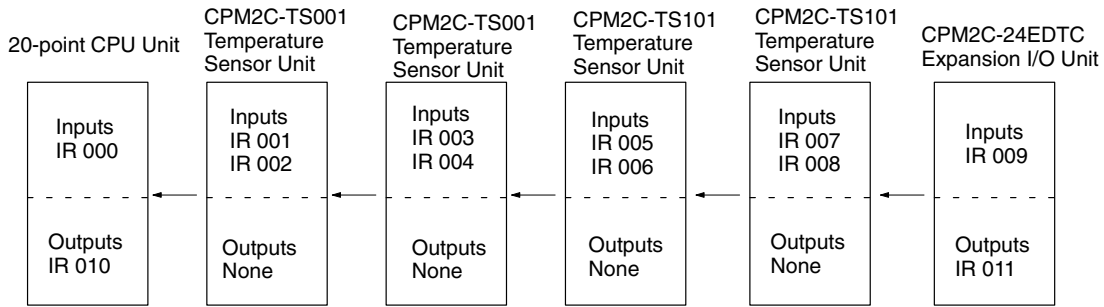 20-point CPU Unit
CPM2C-TS001
Temperature
Sensor Unit
CPM2C-TS001
Temperature
Sensor Unit
CPM2C-TS101
Temperature
Sensor Unit
CPM2C-TS101
Temperature
Sensor Unit
CPM2C-24EDTC
Expansion I/O Unit
Inputs
IR 000
Inputs
IR 001
IR 002
Inputs
IR 003
IR 004
Inputs
IR 005
IR 006
Inputs
IR 007
IR 008
Inputs
IR 009
Outputs
IR 010
Outputs
None
Outputs
None
Outputs
None
Outputs
None
Outputs
IR 011